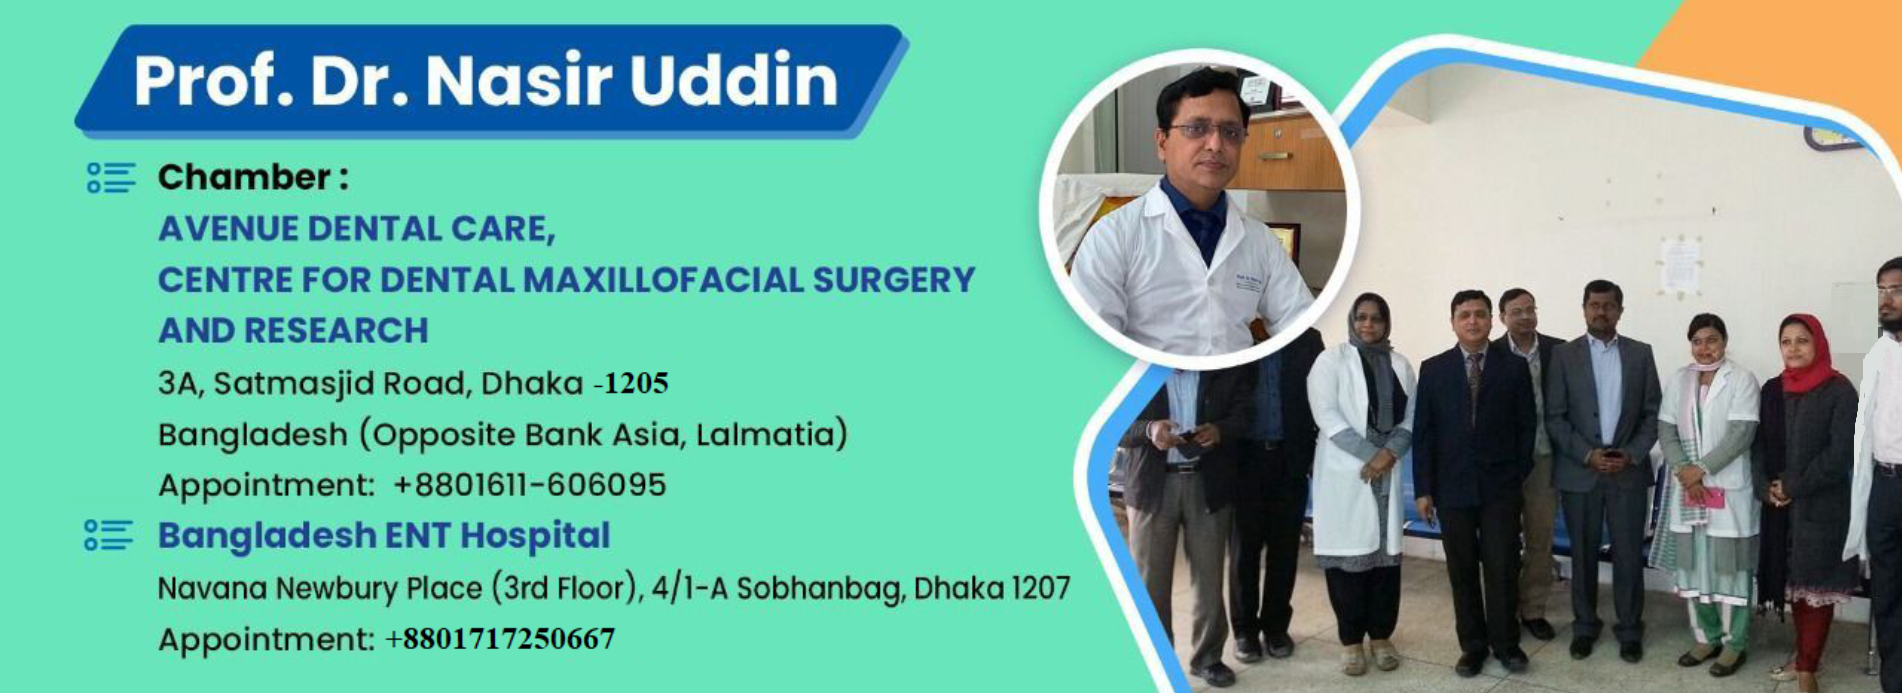 Prof. Dr. Nasir Uddin
Chamber :
AVENUE DENTAL CARE,
CENTRE FOR DENTAL MAXILLOFACIAL SURGERY
AND RESEARCH
3A, Satmasjid Road, Dhaka -1205
Bangladesh (Opposite Bank Asia, Lalmatia)
Appointment: +8801611-606095
Bangladesh ENT Hospital
Navana Newbury Place (3rd Floor), 4/1-A Sobhanbag, Dhaka 1207
Appointment: +8801717250667